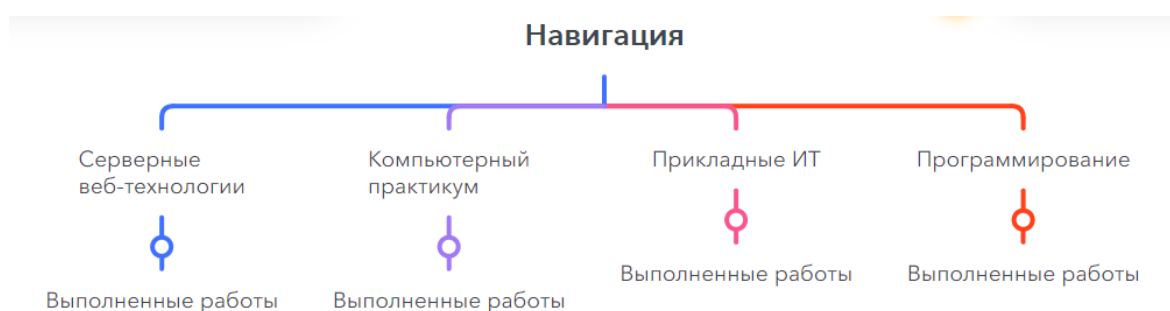 Навигация
Серверные
веб-технологии
Компьютерный
практикум
Прикладные ИТ
Программирование
Выполненные работы
Выполненные работы
Выполненные работы
Выполненные работы